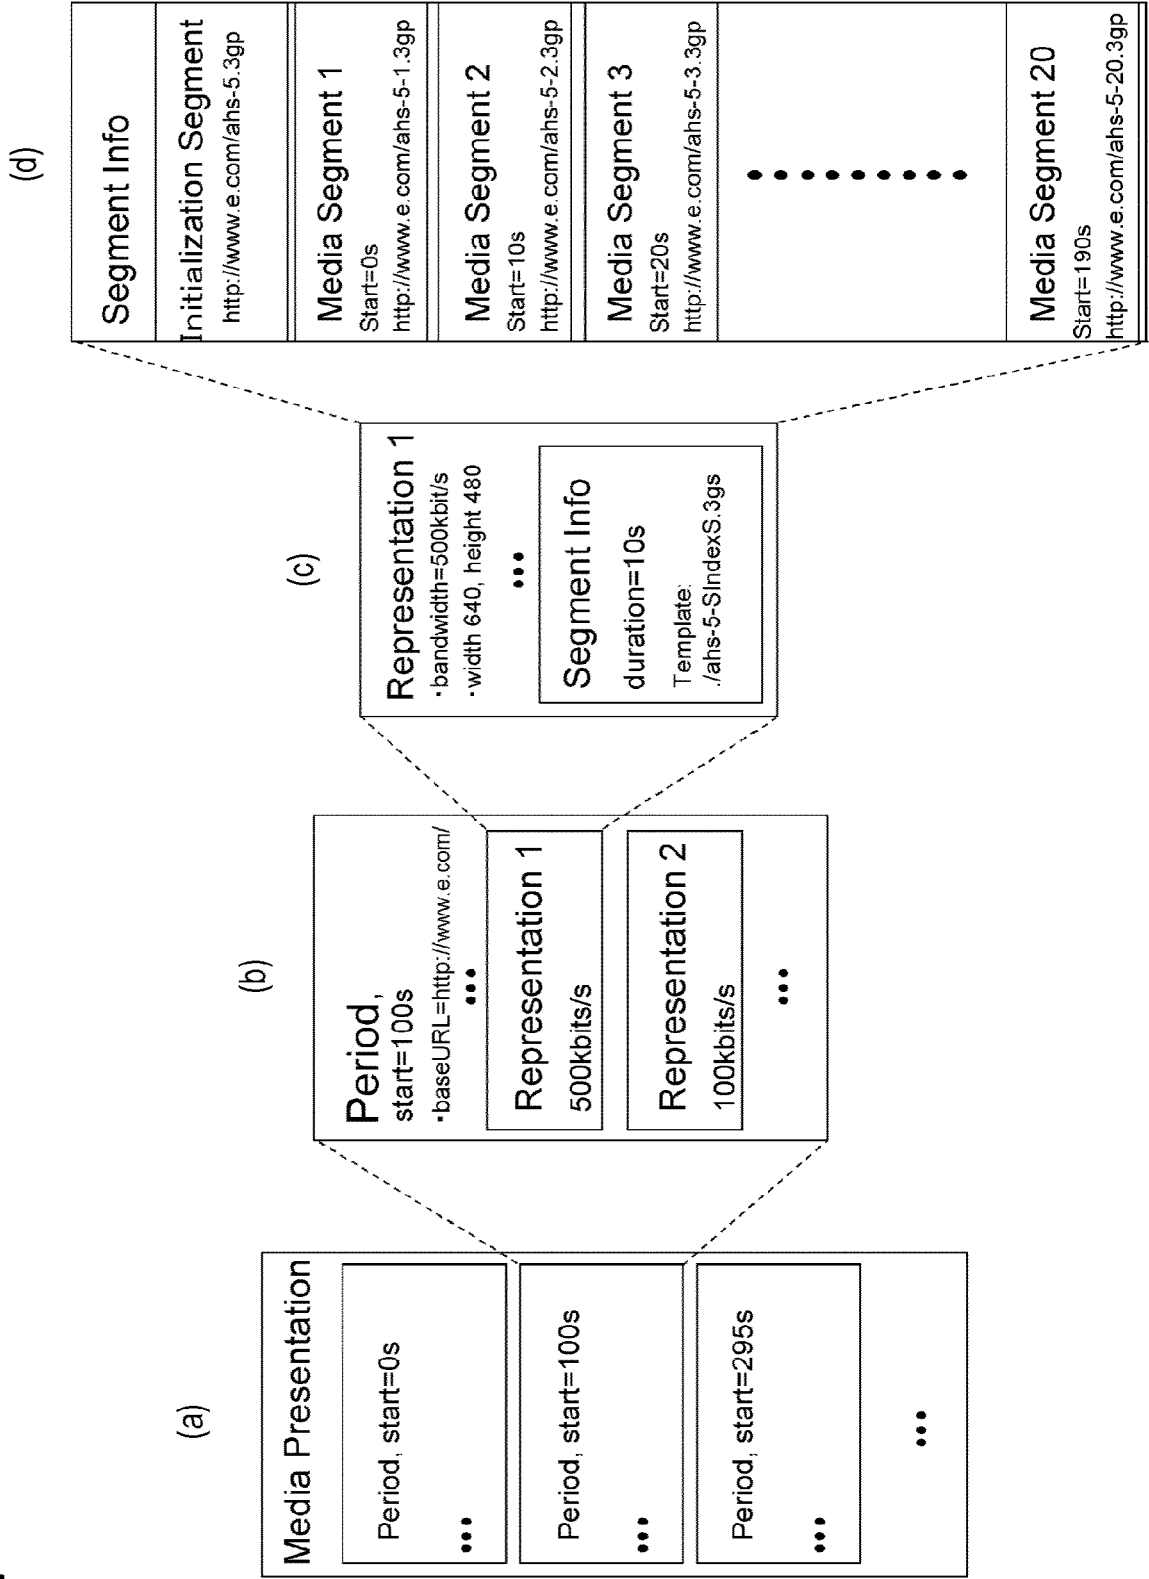 (a)
Media Presentation
Period, start=0s
•••
Period, start=100s
•••
Period, start=295s
•••
•••
(b)
Period,
start=100s
·baseURL=http://www.e.com/
•••
Representation 1
500kbits/s
Representation 2
100kbits/s
•••
(c)
Representation 1
·bandwidth=500kbit/s
·width 640, height 480
•••
Segment Info
duration=10s
Template:
./ahs-5-SIndexS.3gs
(d)
Segment Info
Initialization Segment
http://www.e.com/ahs-5.3gp
Media Segment 1
Start=0s
http://www.e.com/ahs-5-1.3gp
Media Segment 2
Start=10s
http://www.e.com/ahs-5-2.3gp
Media Segment 3
Start=20s
http://www.e.com/ahs-5-3.3gp
•••••••••
Media Segment 20
Start=190s
http://www.e.com/ahs-5-20.3gp